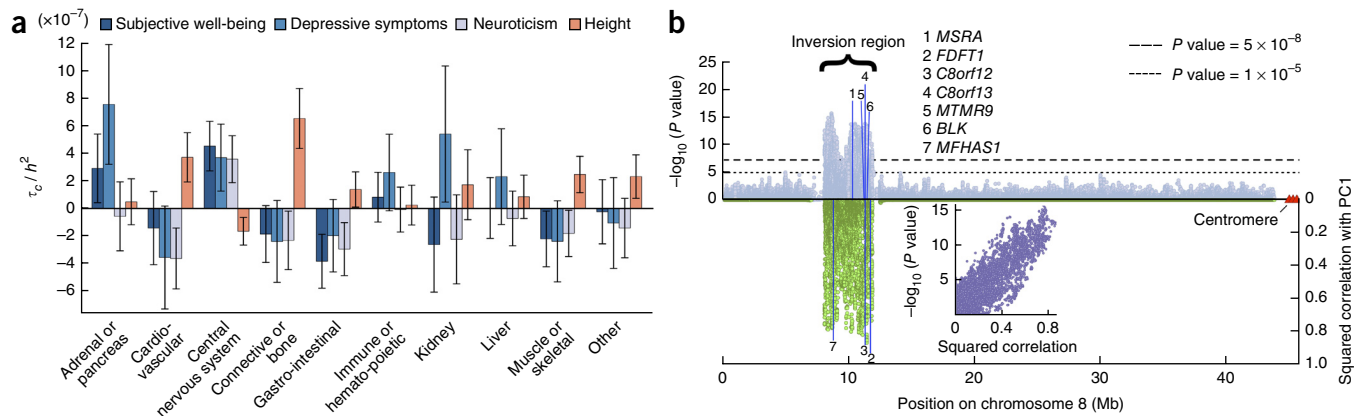 a
(×10⁻⁷)
Subjective well-being
Depressive symptoms
Neuroticism
Height
12
10
8
6
4
2
0
−2
−4
−6
τc / h²
Adrenal or
pancreas
Cardio-
vascular
Central
nervous system
Connective or
bone
Gastro-intestinal
Immune or
hemato-poietic
Kidney
Liver
Muscle or
skeletal
Other
b
Inversion region
1 MSRA
2 FDFT1
3 C8orf12
4 C8orf13
5 MTMR9
6 BLK
7 MFHAS1
P value = 5 × 10⁻⁸
P value = 1 × 10⁻⁵
25
20
15
10
5
0
−log₁₀ (P value)
4
1 5
6
7
3
2
Centromere
0
0.2
0.4
0.6
0.8
1.0
Squared correlation with PC1
15
10
5
−log₁₀ (P value)
0
0.4
0.8
Squared correlation
0
10
20
30
40
Position on chromosome 8 (Mb)